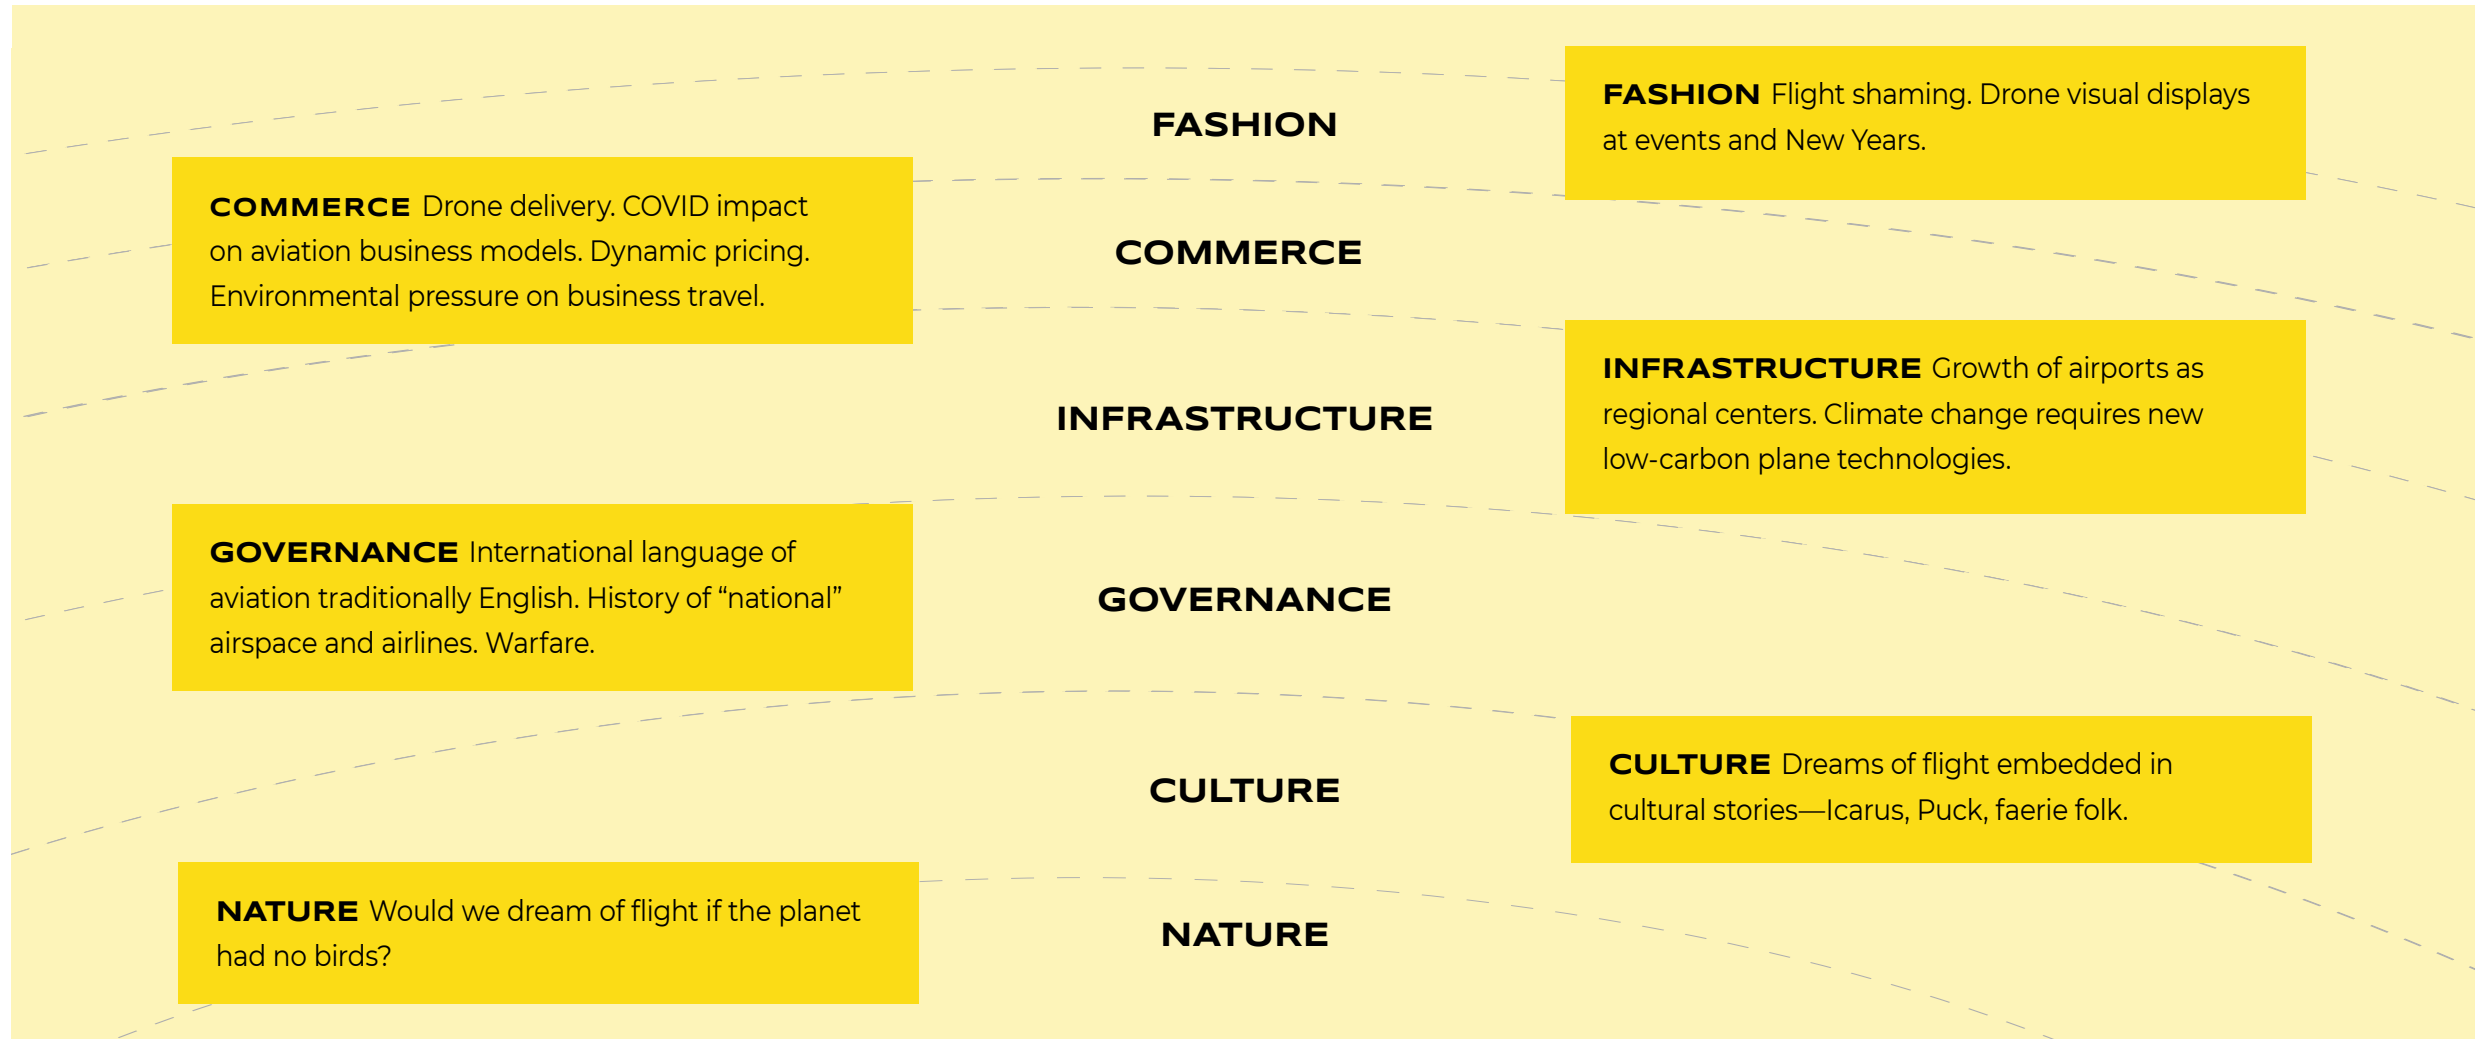 FASHION Flight shaming. Drone visual displays
at events and New Years.
FASHION
COMMERCE Drone delivery. COVID impact
on aviation business models. Dynamic pricing.
Environmental pressure on business travel.
COMMERCE
INFRASTRUCTURE Growth of airports as
regional centers. Climate change requires new
low-carbon plane technologies.
INFRASTRUCTURE
GOVERNANCE International language of
aviation traditionally English. History of “national”
airspace and airlines. Warfare.
GOVERNANCE
CULTURE Dreams of flight embedded in
cultural stories—Icarus, Puck, faerie folk.
CULTURE
NATURE Would we dream of flight if the planet
had no birds?
NATURE